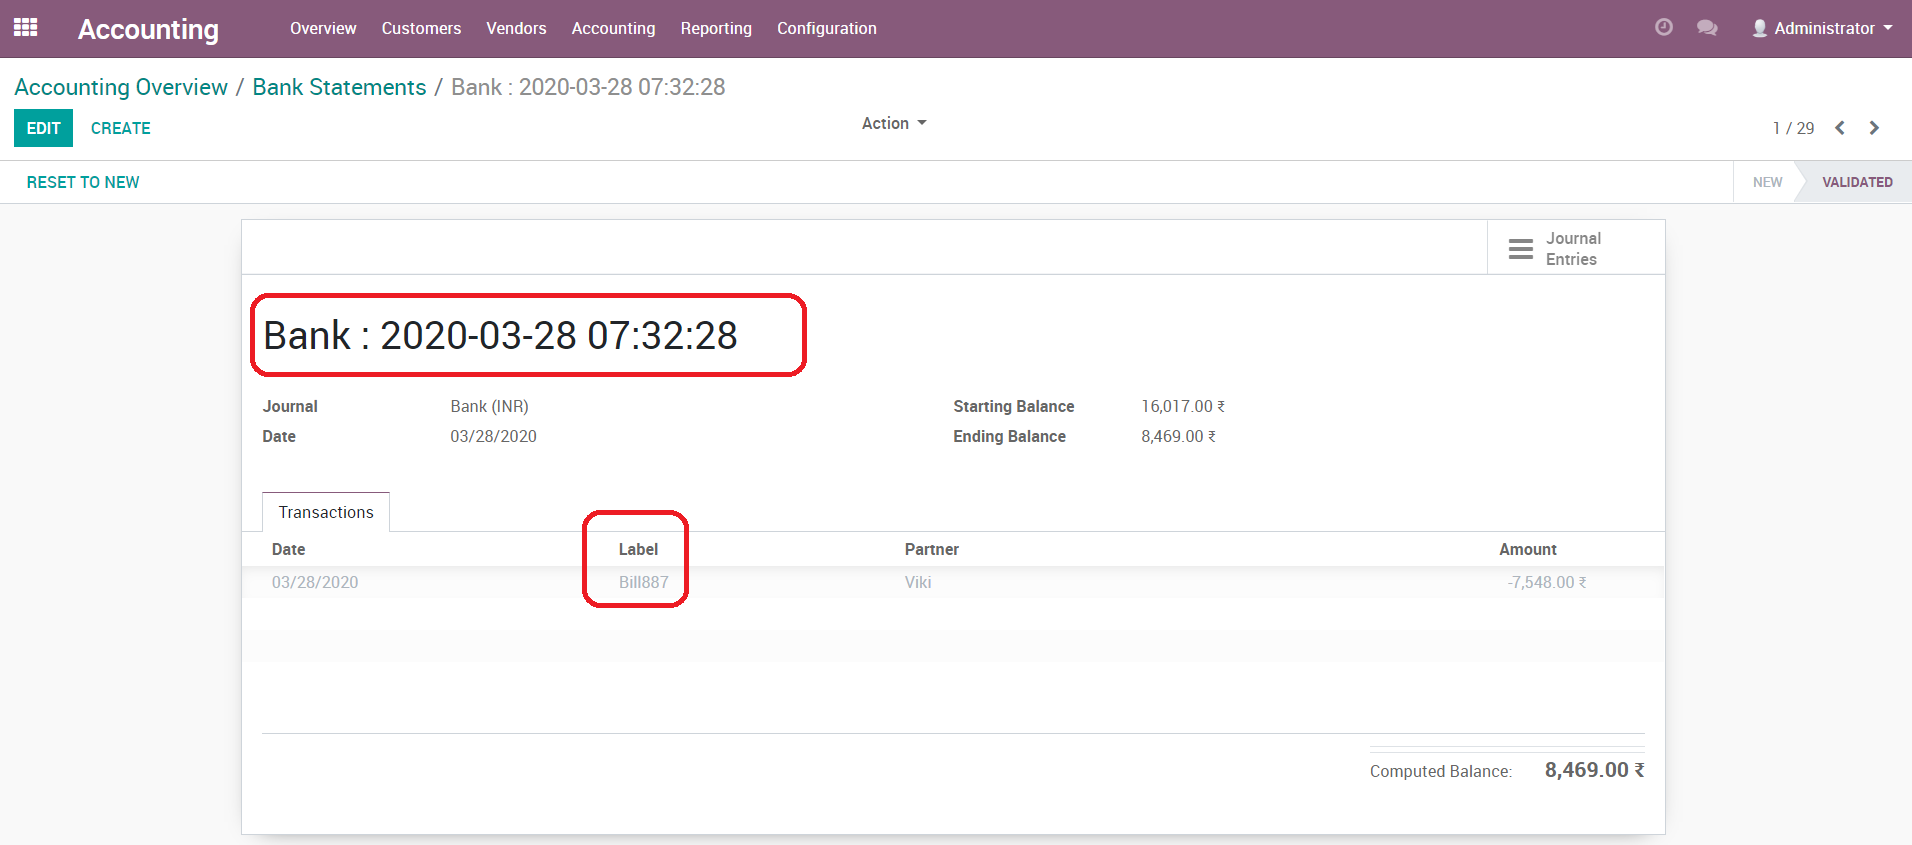 Accounting Overview Customers Vendors Accounting Reporting Configuration Administrator
Accounting Overview / Bank Statements / Bank : 2020-03-28 07:32:28
EDIT CREATE Action 1 / 29
RESET TO NEW NEW VALIDATED
Journal
Entries
Bank : 2020-03-28 07:32:28
Journal Bank (INR) Starting Balance 16,017.00 ₹
Date 03/28/2020 Ending Balance 8,469.00 ₹
Transactions
Date Label Partner Amount
03/28/2020 Bill887 Viki -7,548.00 ₹
Computed Balance: 8,469.00 ₹